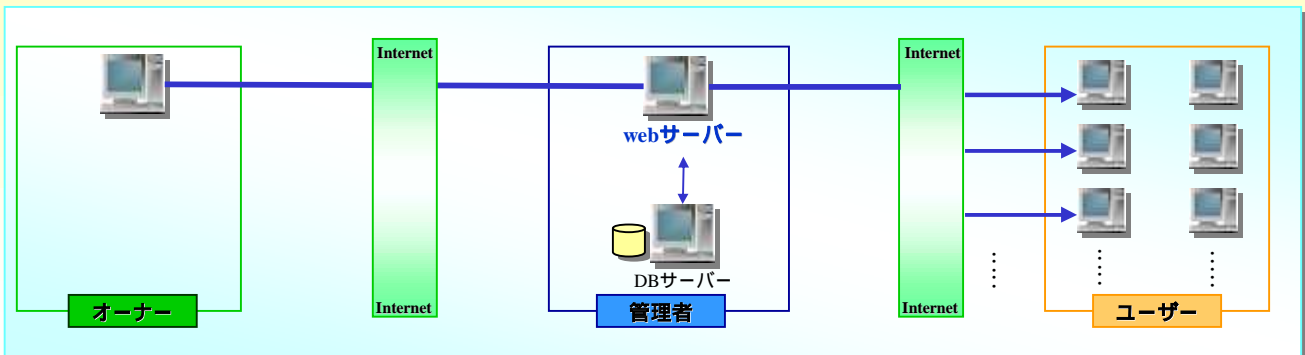 Internet
Internet
webサーバー
DBサーバー
Internet
Internet
オーナー
管理者
ユーザー